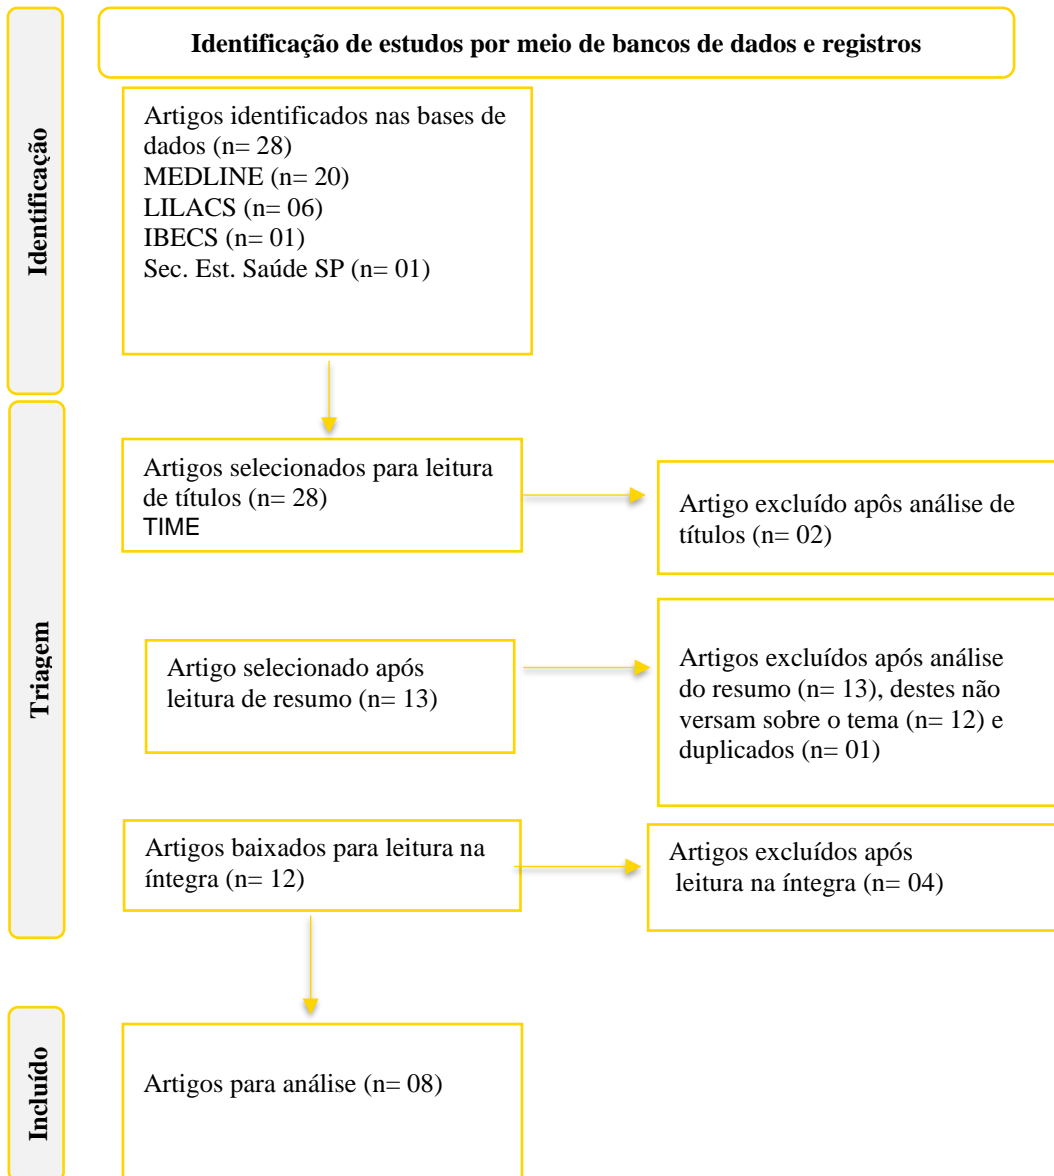 Identificação de estudos por meio de bancos de dados e registros
Identificação
Artigos identificados nas bases de
dados (n= 28)
MEDLINE (n= 20)
LILACS (n= 06)
IBECS (n= 01)
Sec. Est. Saúde SP (n= 01)
Triagem
Artigos selecionados para leitura
de títulos (n= 28)
TIME
Artigo excluído apôs análise de
títulos (n= 02)
Artigo selecionado após
leitura de resumo (n= 13)
Artigos excluídos após análise
do resumo (n= 13), destes não
versam sobre o tema (n= 12) e
duplicados (n= 01)
Artigos baixados para leitura na
íntegra (n= 12)
Artigos excluídos após
leitura na íntegra (n= 04)
Incluído
Artigos para análise (n= 08)